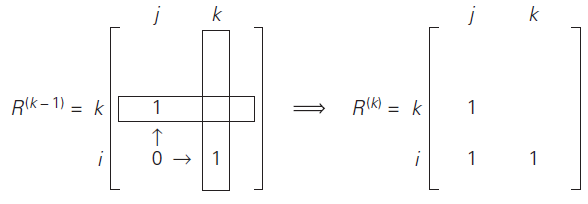 j k j k
R(k – 1) = k 1 ⟹ R(k) = k 1
↑
i 0 → 1 i 1 1